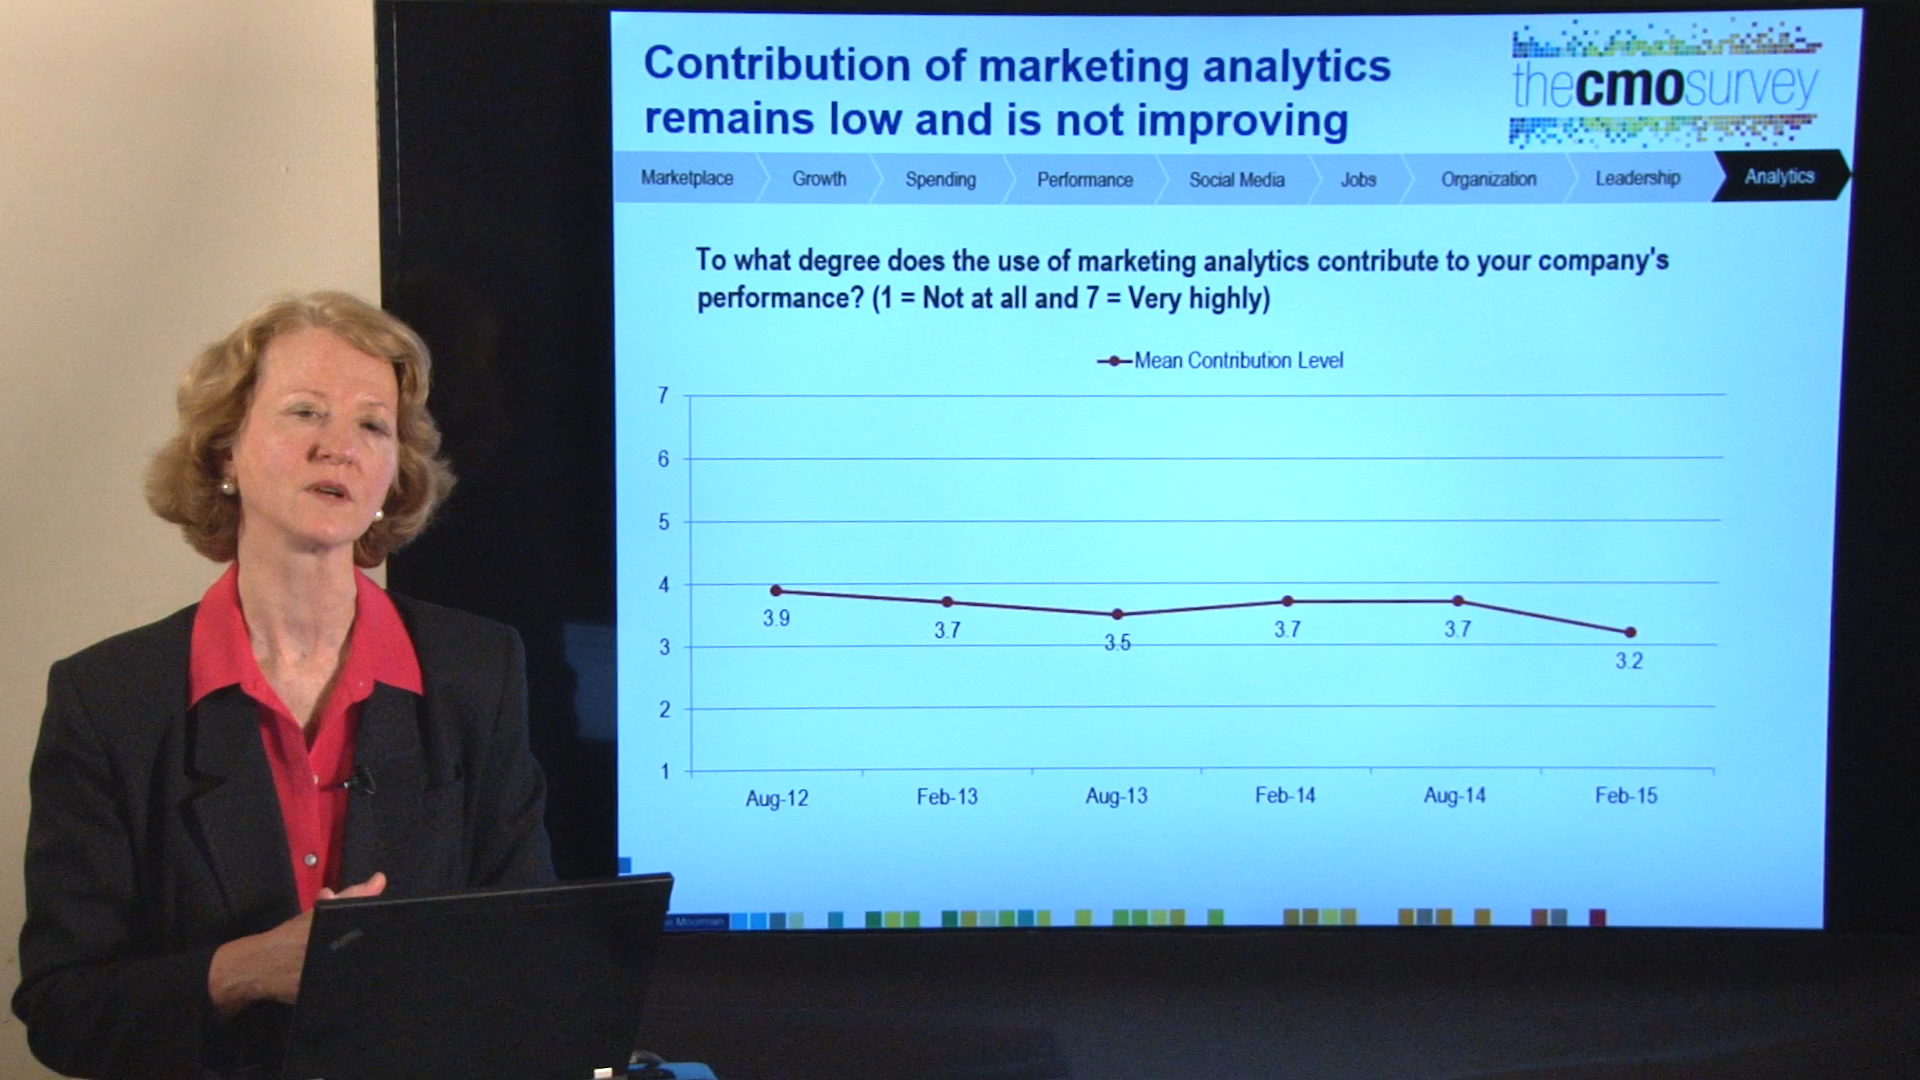 Contribution of marketing analytics
remains low and is not improving
thecmosurvey
Marketplace
Growth
Spending
Performance
Social Media
Jobs
Organization
Leadership
Analytics
To what degree does the use of marketing analytics contribute to your company's
performance? (1 = Not at all and 7 = Very highly)
Mean Contribution Level
7
6
5
4
3
2
1
3.9
3.7
3.5
3.7
3.7
3.2
Aug-12
Feb-13
Aug-13
Feb-14
Aug-14
Feb-15
Moorman